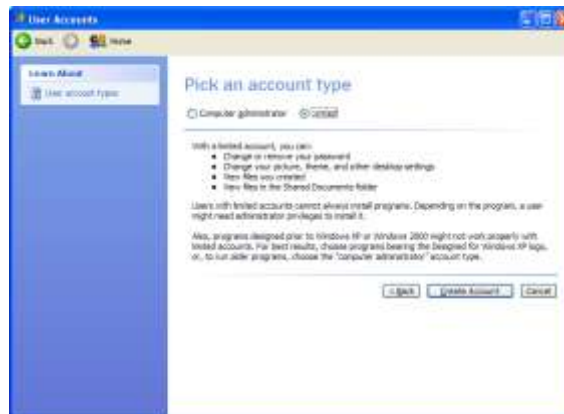 User Accounts
Back Home
Learn About
User account types
Pick an account type
Computer administrator Limited
With a limited account, you can:
Change or remove your password
Change your picture, theme, and other desktop settings
View files you created
View files in the Shared Documents folder
Users with limited accounts cannot always install programs. Depending on the program, a user
might need administrator privileges to install it.
Also, programs designed prior to Windows XP or Windows 2000 might not work properly with
limited accounts. For best results, choose programs bearing the Designed for Windows XP logo,
or, to run older programs, choose the "computer administrator" account type.
< Back Create Account Cancel